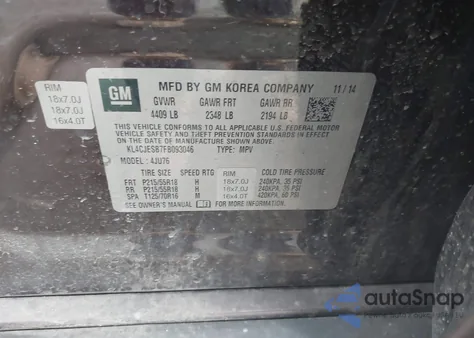 RIM
18x7.0J
18x7.0J
16x4.0T
GM
MFD BY GM KOREA COMPANY 11/14
GVWR GAWR FRT GAWR RR
4409 LB 2348 LB 2194 LB
THIS VEHICLE CONFORMS TO ALL APPLICABLE U.S. FEDERAL MOTOR
VEHICLE SAFETY, BUMPER, AND THEFT PREVENTION STANDARDS
IN EFFECT ON THE DATE OF MANUFACTURE SHOWN ABOVE.
KL4CJESB7FB093046 TYPE: MPV
MODEL: 4JU76
TIRE SIZE SPEED RTG RIM COLD TIRE PRESSURE
FRT P215/55R18 H 18x7.0J 240KPA, 35 PSI
RR P215/55R18 H 18x7.0J 240KPA, 35 PSI
SPA T125/70R16 M 16x4.0T 420KPA, 60 PSI
SEE OWNER'S MANUAL
autaSnap